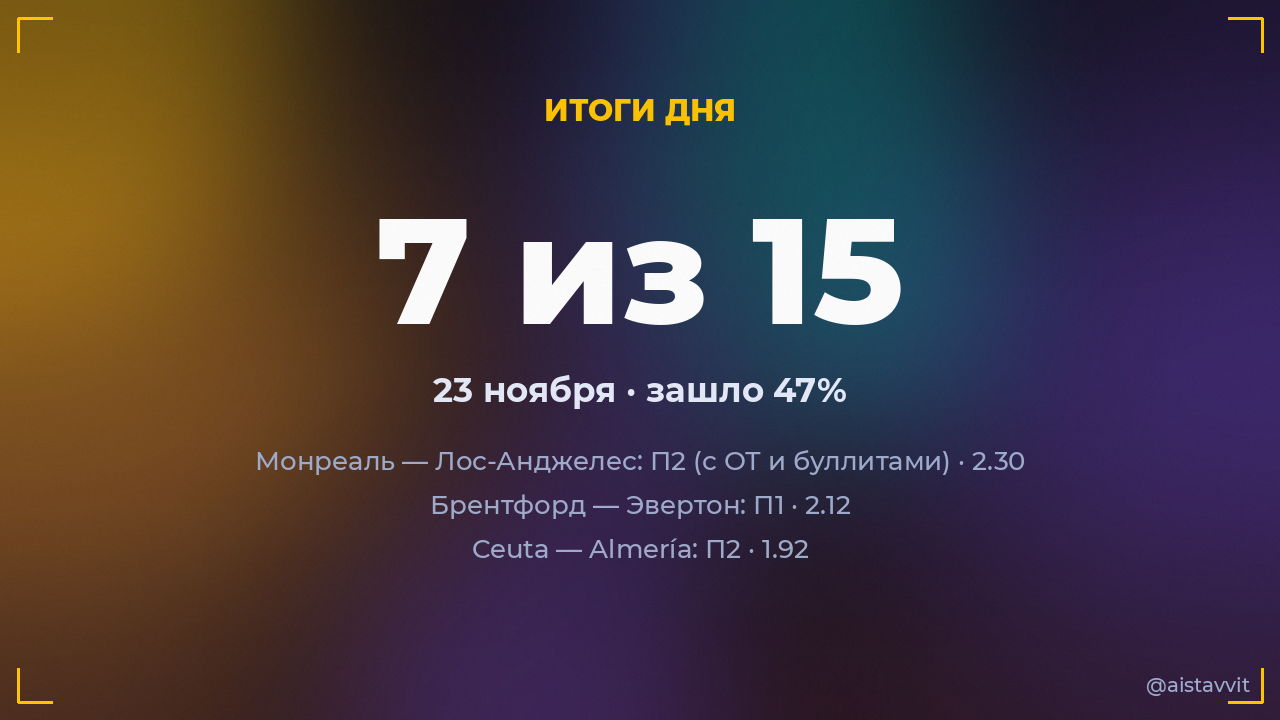 ИТОГИ ДНЯ
7 из 15
23 ноября · зашло 47%
Монреаль — Лос-Анджелес: П2 (с ОТ и буллитами) · 2.30
Брентфорд — Эвертон: П1 · 2.12
Ceuta — Almería: П2 · 1.92
@aistavvit